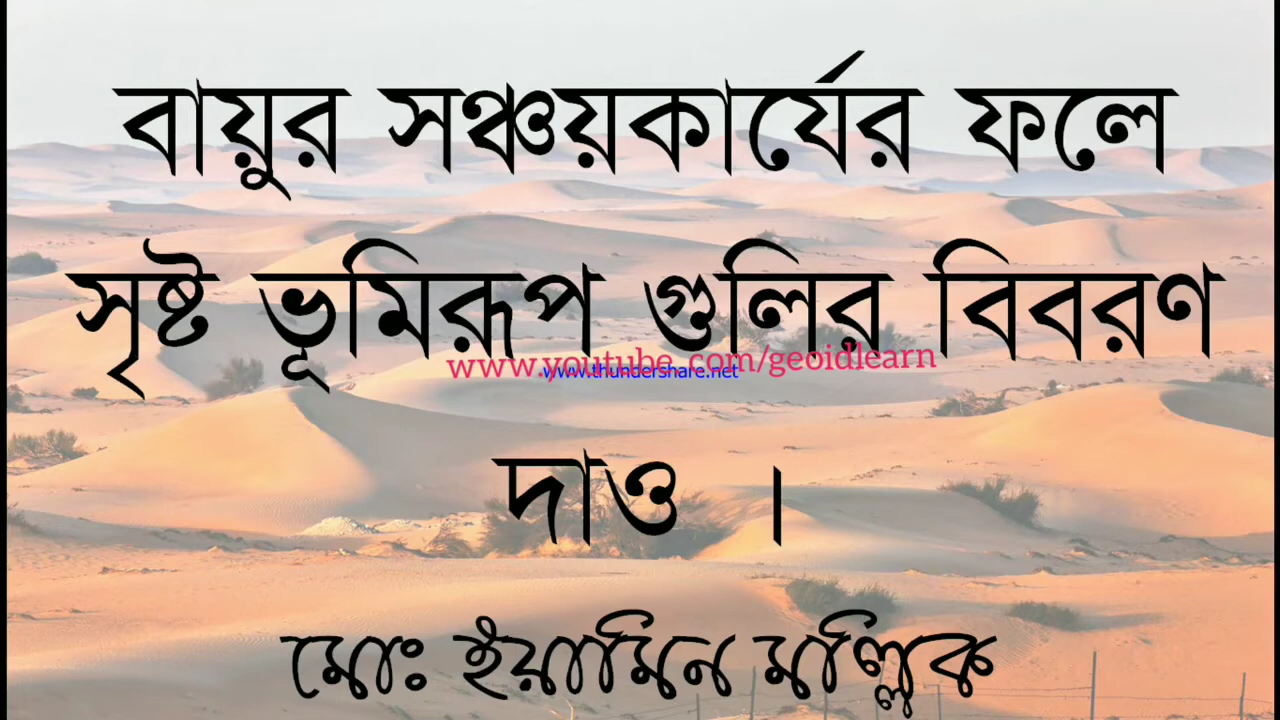 বায়ুর সঞ্চয়কার্যের ফলে
সৃষ্ট ভূমিরূপ গুলির বিবরণ
www.youtube.com/geoidlearn
www.thundershare.net
দাও ।
মোঃ ইয়ামিন মল্লিক